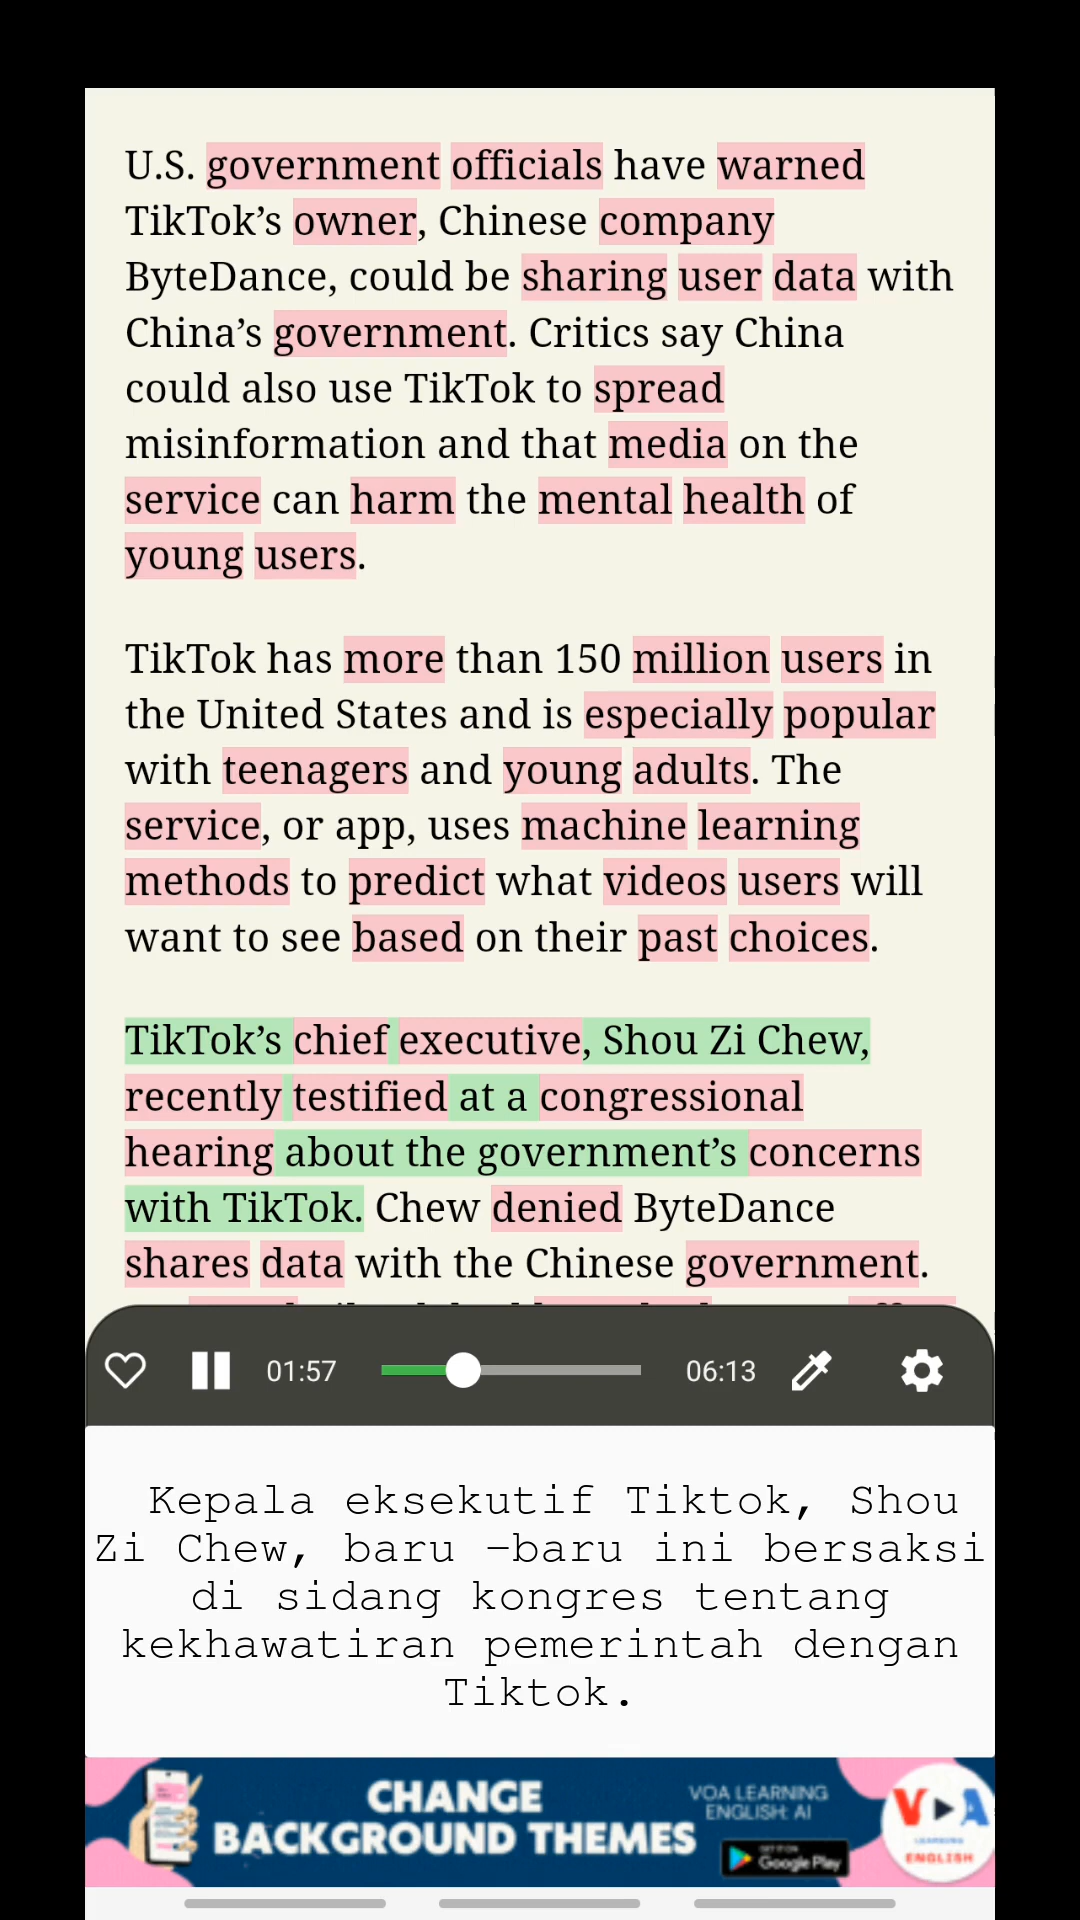 U.S. government officials have warned
TikTok’s owner, Chinese company
ByteDance, could be sharing user data with
China’s government. Critics say China
could also use TikTok to spread
misinformation and that media on the
service can harm the mental health of
young users.
TikTok has more than 150 million users in
the United States and is especially popular
with teenagers and young adults. The
service, or app, uses machine learning
methods to predict what videos users will
want to see based on their past choices.
TikTok’s chief executive, Shou Zi Chew,
recently testified at a congressional
hearing about the government’s concerns
with TikTok. Chew denied ByteDance
shares data with the Chinese government.
01:57 06:13
Kepala eksekutif Tiktok, Shou
Zi Chew, baru -baru ini bersaksi
di sidang kongres tentang
kekhawatiran pemerintah dengan
Tiktok.
CHANGE
BACKGROUND THEMES
VOA LEARNING
ENGLISH: AI
GET IT ON
Google Play
VOA
LEARNING
ENGLISH